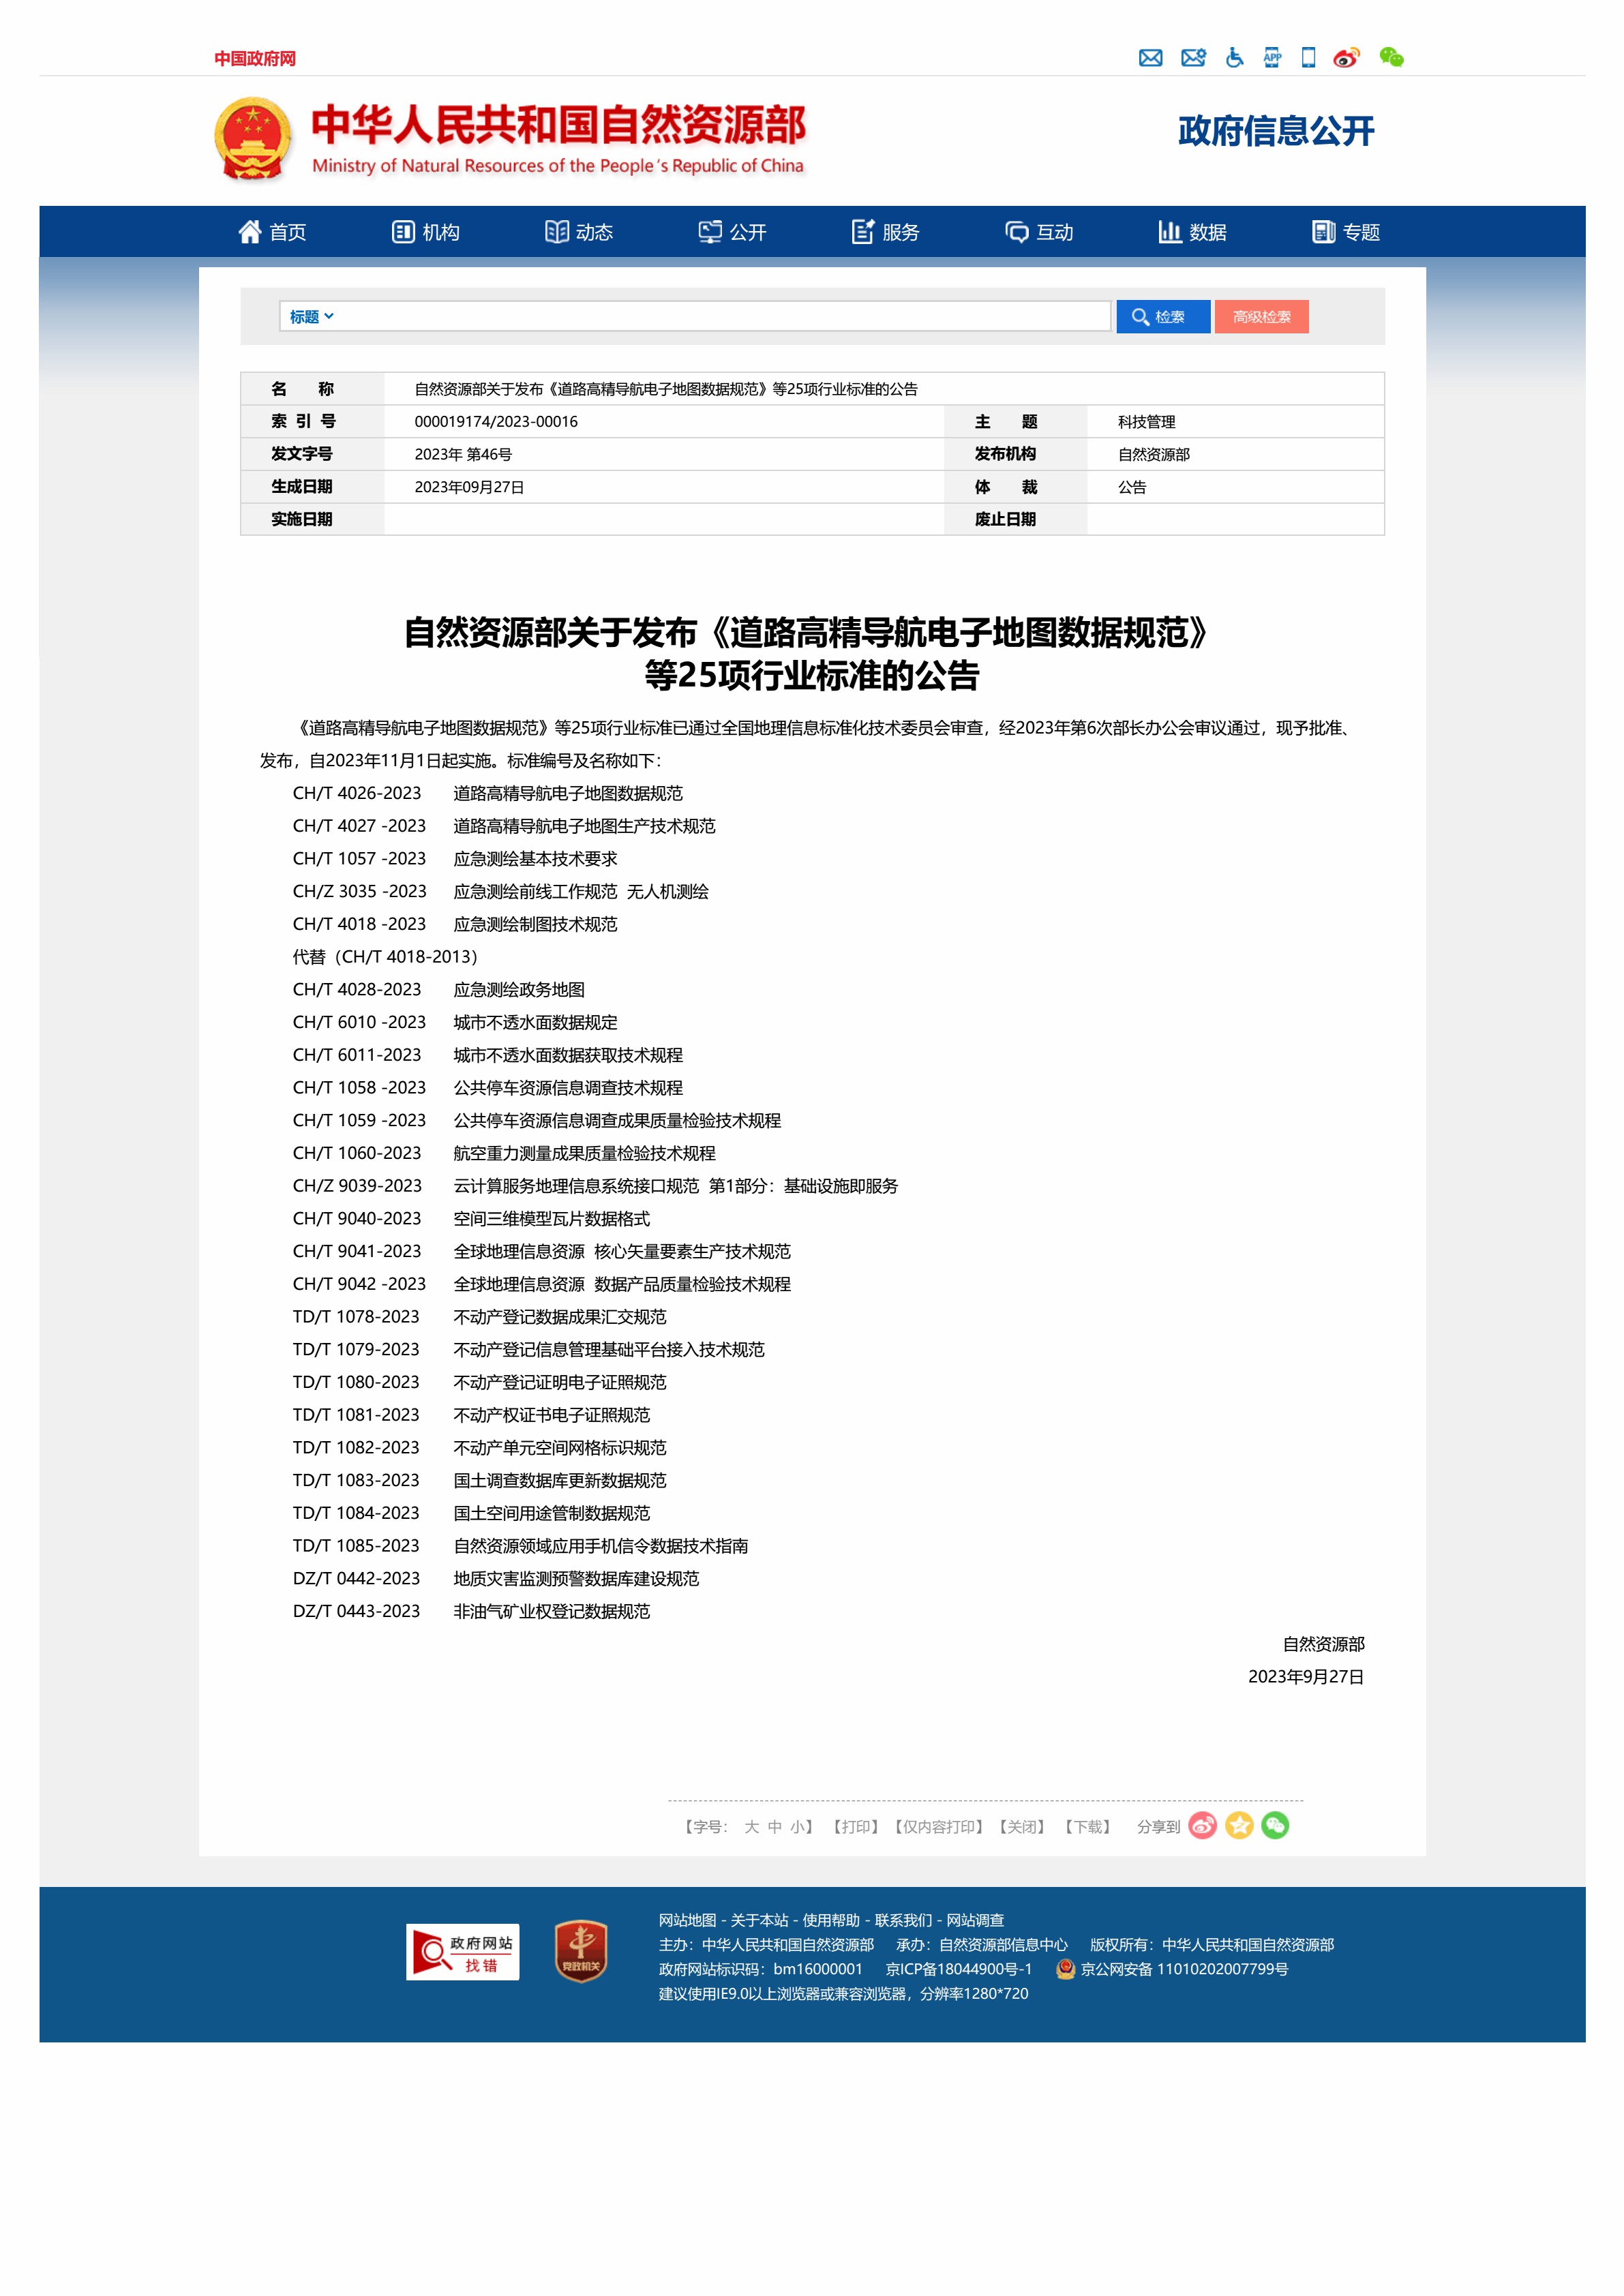 中国政府网
APP
中华人民共和国自然资源部
Ministry of Natural Resources of the People's Republic of China
政府信息公开
首页 机构 动态 公开 服务 互动 数据 专题
标题 检索 高级检索
名 称 自然资源部关于发布《道路高精导航电子地图数据规范》等25项行业标准的公告
索 引 号 000019174/2023-00016 主 题 科技管理
发文字号 2023年 第46号 发布机构 自然资源部
生成日期 2023年09月27日 体 裁 公告
实施日期 废止日期
自然资源部关于发布《道路高精导航电子地图数据规范》
等25项行业标准的公告
《道路高精导航电子地图数据规范》等25项行业标准已通过全国地理信息标准化技术委员会审查，经2023年第6次部长办公会审议通过，现予批准、
发布，自2023年11月1日起实施。标准编号及名称如下：
CH/T 4026-2023 道路高精导航电子地图数据规范
CH/T 4027 -2023 道路高精导航电子地图生产技术规范
CH/T 1057 -2023 应急测绘基本技术要求
CH/Z 3035 -2023 应急测绘前线工作规范 无人机测绘
CH/T 4018 -2023 应急测绘制图技术规范
代替（CH/T 4018-2013）
CH/T 4028-2023 应急测绘政务地图
CH/T 6010 -2023 城市不透水面数据规定
CH/T 6011-2023 城市不透水面数据获取技术规程
CH/T 1058 -2023 公共停车资源信息调查技术规程
CH/T 1059 -2023 公共停车资源信息调查成果质量检验技术规程
CH/T 1060-2023 航空重力测量成果质量检验技术规程
CH/Z 9039-2023 云计算服务地理信息系统接口规范 第1部分：基础设施即服务
CH/T 9040-2023 空间三维模型瓦片数据格式
CH/T 9041-2023 全球地理信息资源 核心矢量要素生产技术规范
CH/T 9042 -2023 全球地理信息资源 数据产品质量检验技术规程
TD/T 1078-2023 不动产登记数据成果汇交规范
TD/T 1079-2023 不动产登记信息管理基础平台接入技术规范
TD/T 1080-2023 不动产登记证明电子证照规范
TD/T 1081-2023 不动产权证书电子证照规范
TD/T 1082-2023 不动产单元空间网格标识规范
TD/T 1083-2023 国土调查数据库更新数据规范
TD/T 1084-2023 国土空间用途管制数据规范
TD/T 1085-2023 自然资源领域应用手机信令数据技术指南
DZ/T 0442-2023 地质灾害监测预警数据库建设规范
DZ/T 0443-2023 非油气矿业权登记数据规范
自然资源部
2023年9月27日
【字号： 大 中 小】 【打印】 【仅内容打印】 【关闭】 【下载】 分享到
政府网站
找错
党政机关
网站地图 - 关于本站 - 使用帮助 - 联系我们 - 网站调查
主办：中华人民共和国自然资源部 承办：自然资源部信息中心 版权所有：中华人民共和国自然资源部
政府网站标识码：bm16000001 京ICP备18044900号-1 京公网安备 11010202007799号
建议使用IE9.0以上浏览器或兼容浏览器，分辨率1280*720